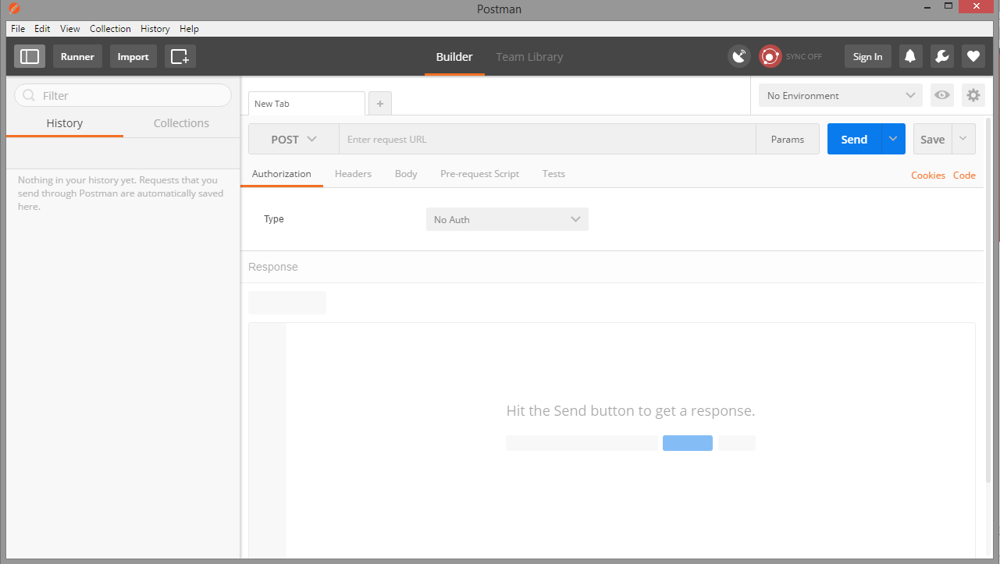 Postman
File Edit View Collection History Help
Runner Import Builder Team Library SYNC OFF Sign In
Filter
History Collections
Nothing in your history yet. Requests that you
send through Postman are automatically saved
here.
New Tab + No Environment
POST Enter request URL Params Send Save
Authorization Headers Body Pre-request Script Tests Cookies Code
Type No Auth
Response
Hit the Send button to get a response.